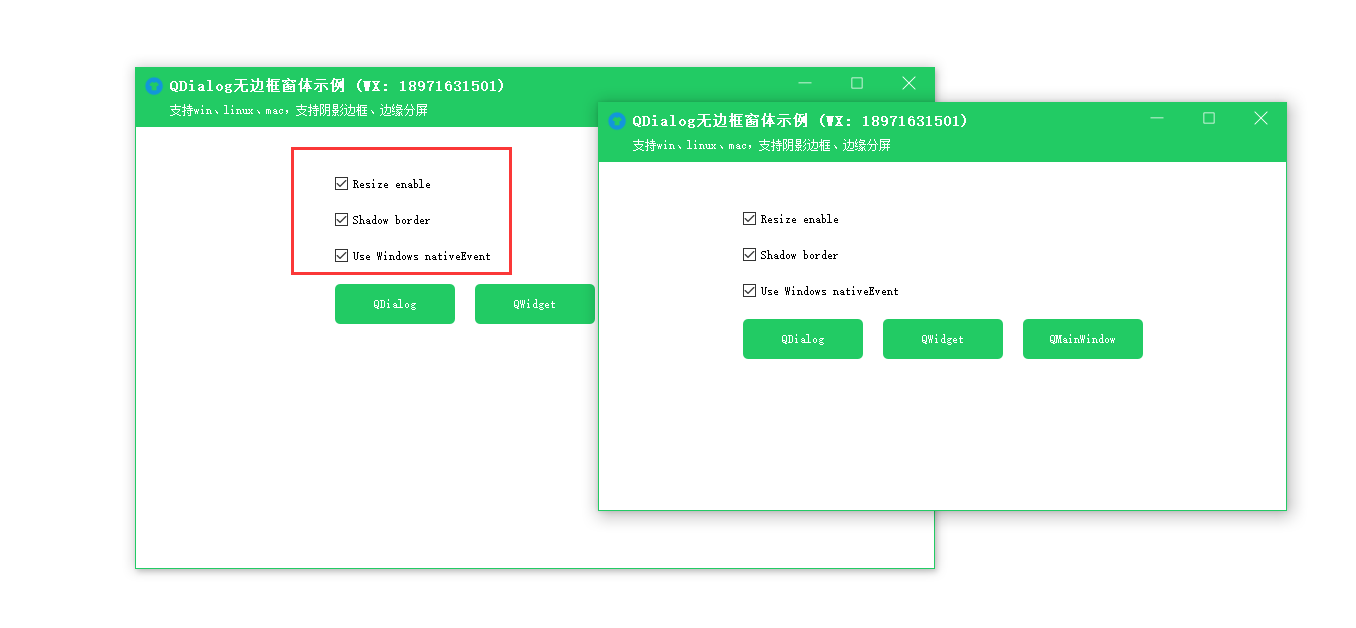 QDialog无边框窗体示例 (WX: 18971631501)
支持win、linux、mac，支持阴影边框、边缘分屏
Resize enable
Shadow border
Use Windows nativeEvent
QDialog
QWidget
QDialog无边框窗体示例 (WX: 18971631501)
支持win、linux、mac，支持阴影边框、边缘分屏
Resize enable
Shadow border
Use Windows nativeEvent
QDialog
QWidget
QMainWindow